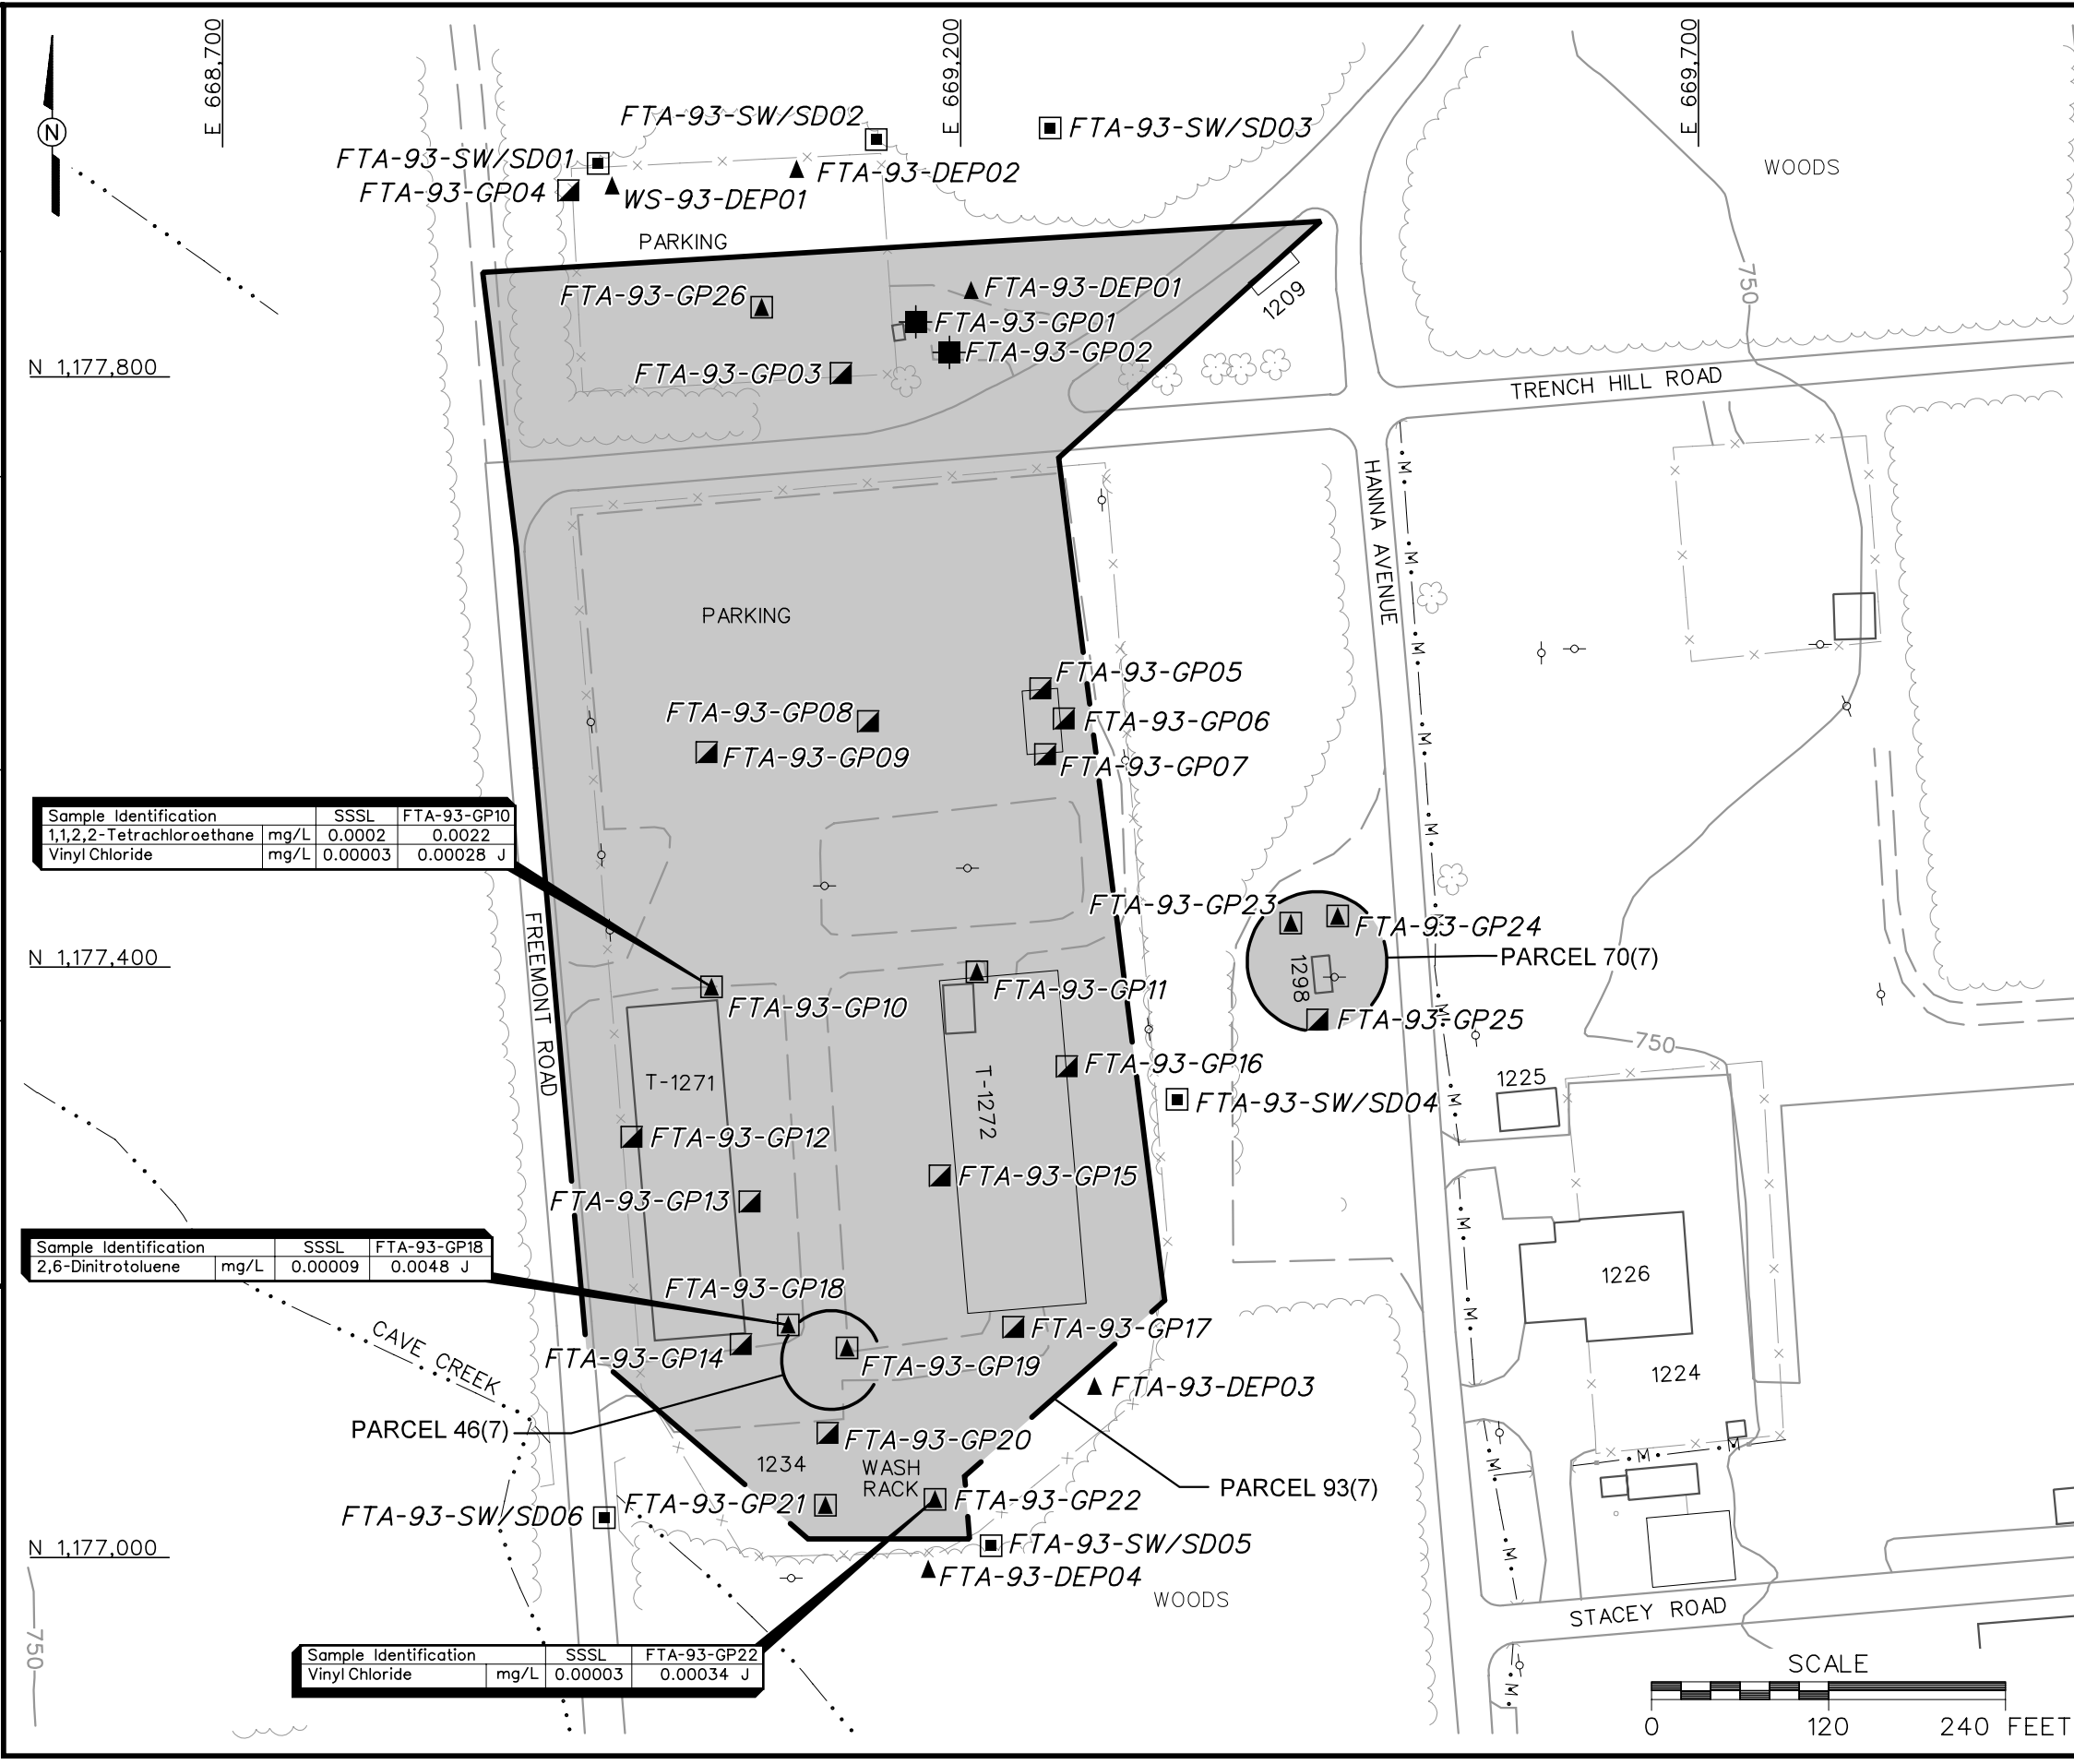 E 668,700
E 669,200
E 669,700
N
FTA-93-SW/SD02
FTA-93-SW/SD03
FTA-93-SW/SD01
FTA-93-DEP02
FTA-93-GP04
WS-93-DEP01
WOODS
PARKING
FTA-93-GP26
FTA-93-DEP01
1209
750
FTA-93-GP01
FTA-93-GP02
N 1,177,800
FTA-93-GP03
TRENCH HILL ROAD
HANNA AVENUE
PARKING
FTA-93-GP05
FTA-93-GP08
FTA-93-GP06
FTA-93-GP09
FTA-93-GP07
Sample Identification SSSL FTA-93-GP10
1,1,2,2-Tetrachloroethane mg/L 0.0002 0.0022
Vinyl Chloride mg/L 0.00003 0.00028 J
FREEMONT ROAD
FTA-93-GP23
FTA-93-GP24
N 1,177,400
PARCEL 70(7)
1298
FTA-93-GP11
FTA-93-GP10
FTA-93-GP25
750
FTA-93-GP16
T-1271
T-1272
1225
FTA-93-SW/SD04
FTA-93-GP12
FTA-93-GP15
FTA-93-GP13
Sample Identification SSSL FTA-93-GP18
2,6-Dinitrotoluene mg/L 0.00009 0.0048 J
1226
FTA-93-GP18
FTA-93-GP17
CAVE CREEK
FTA-93-GP14
FTA-93-GP19
1224
FTA-93-DEP03
PARCEL 46(7)
FTA-93-GP20
1234
WASH
RACK
PARCEL 93(7)
FTA-93-GP21
FTA-93-GP22
FTA-93-SW/SD06
N 1,177,000
FTA-93-SW/SD05
FTA-93-DEP04
WOODS
STACEY ROAD
750
Sample Identification SSSL FTA-93-GP22
Vinyl Chloride mg/L 0.00003 0.00034 J
SCALE
0 120 240 FEET